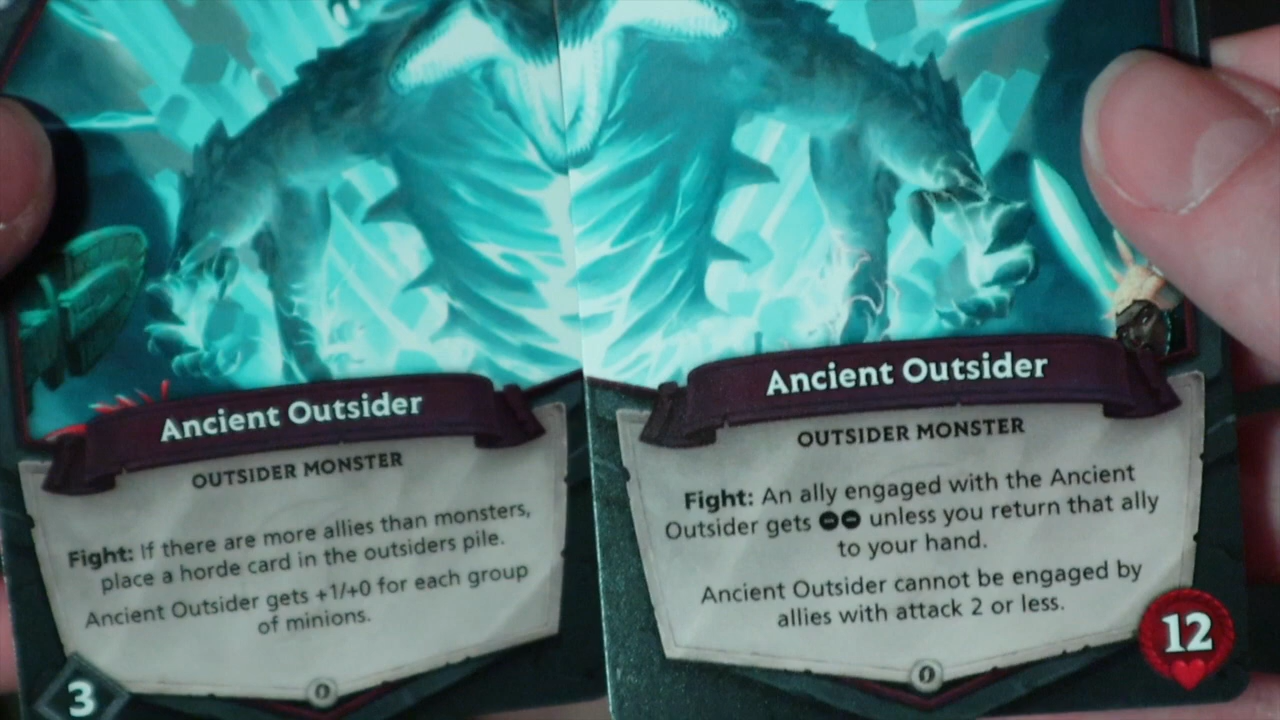 Ancient Outsider
OUTSIDER MONSTER
Fight: If there are more allies than monsters,
place a horde card in the outsiders pile.
Ancient Outsider gets +1/+0 for each group
of minions.
3
Ancient Outsider
OUTSIDER MONSTER
Fight: An ally engaged with the Ancient
Outsider gets unless you return that ally
to your hand.
Ancient Outsider cannot be engaged by
allies with attack 2 or less.
12